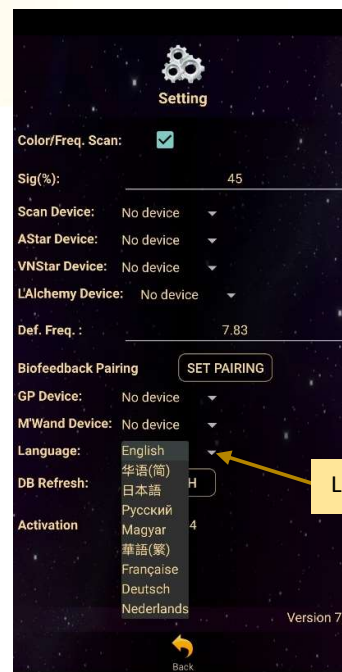 Setting
Color/Freq. Scan:
Sig(%): 45
Scan Device: No device
AStar Device: No device
VNStar Device: No device
L'Alchemy Device: No device
Def. Freq. : 7.83
Biofeedback Pairing SET PAIRING
GP Device: No device
M'Wand Device: No device
Language: English
华语(简)
DB Refresh: H
日本語
Русский
Activation 4
Magyar
華語(繁)
Française
Deutsch
Nederlands
Version 7
Back
L